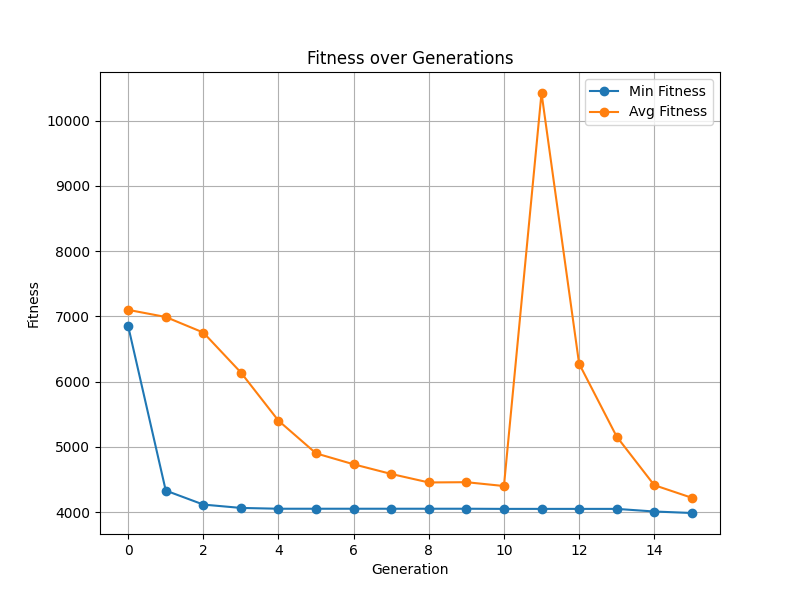 Fitness over Generations
Min Fitness
Avg Fitness
10000
9000
8000
7000
6000
5000
4000
Fitness
0 2 4 6 8 10 12 14
Generation